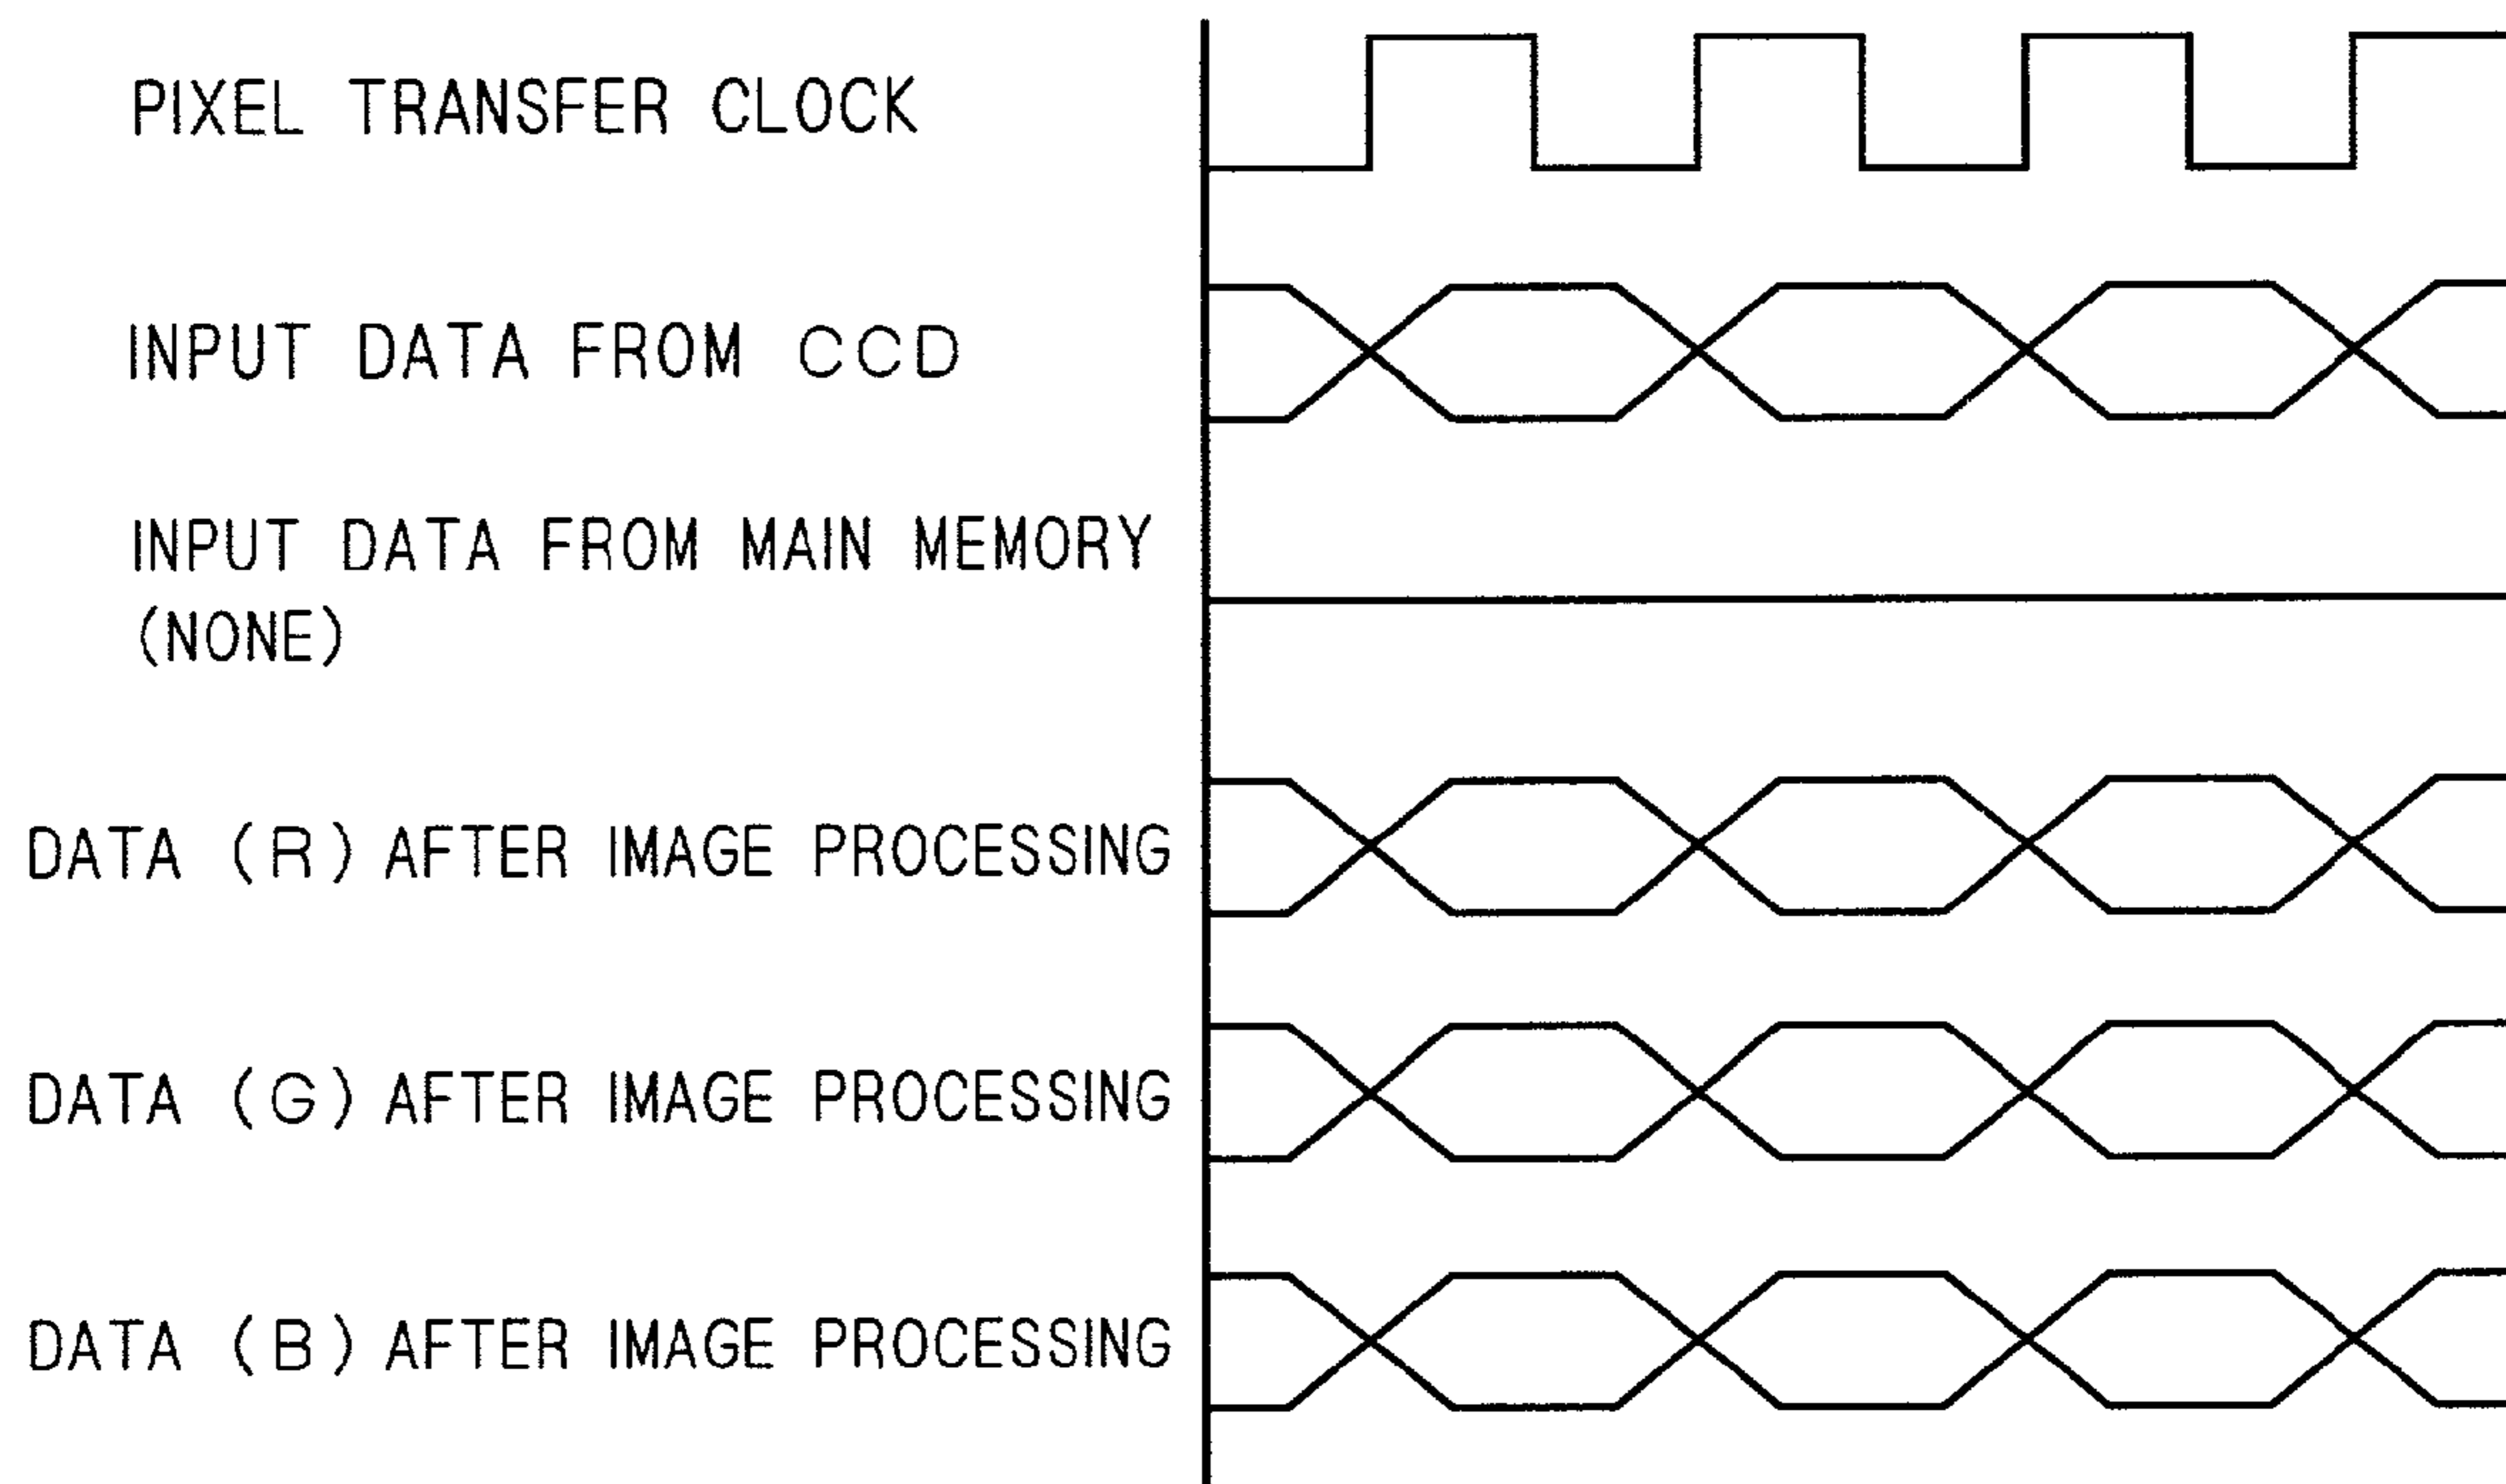 PIXEL TRANSFER CLOCK
INPUT DATA FROM CCD
INPUT DATA FROM MAIN MEMORY
(NONE)
DATA (R) AFTER IMAGE PROCESSING
DATA (G) AFTER IMAGE PROCESSING
DATA (B) AFTER IMAGE PROCESSING